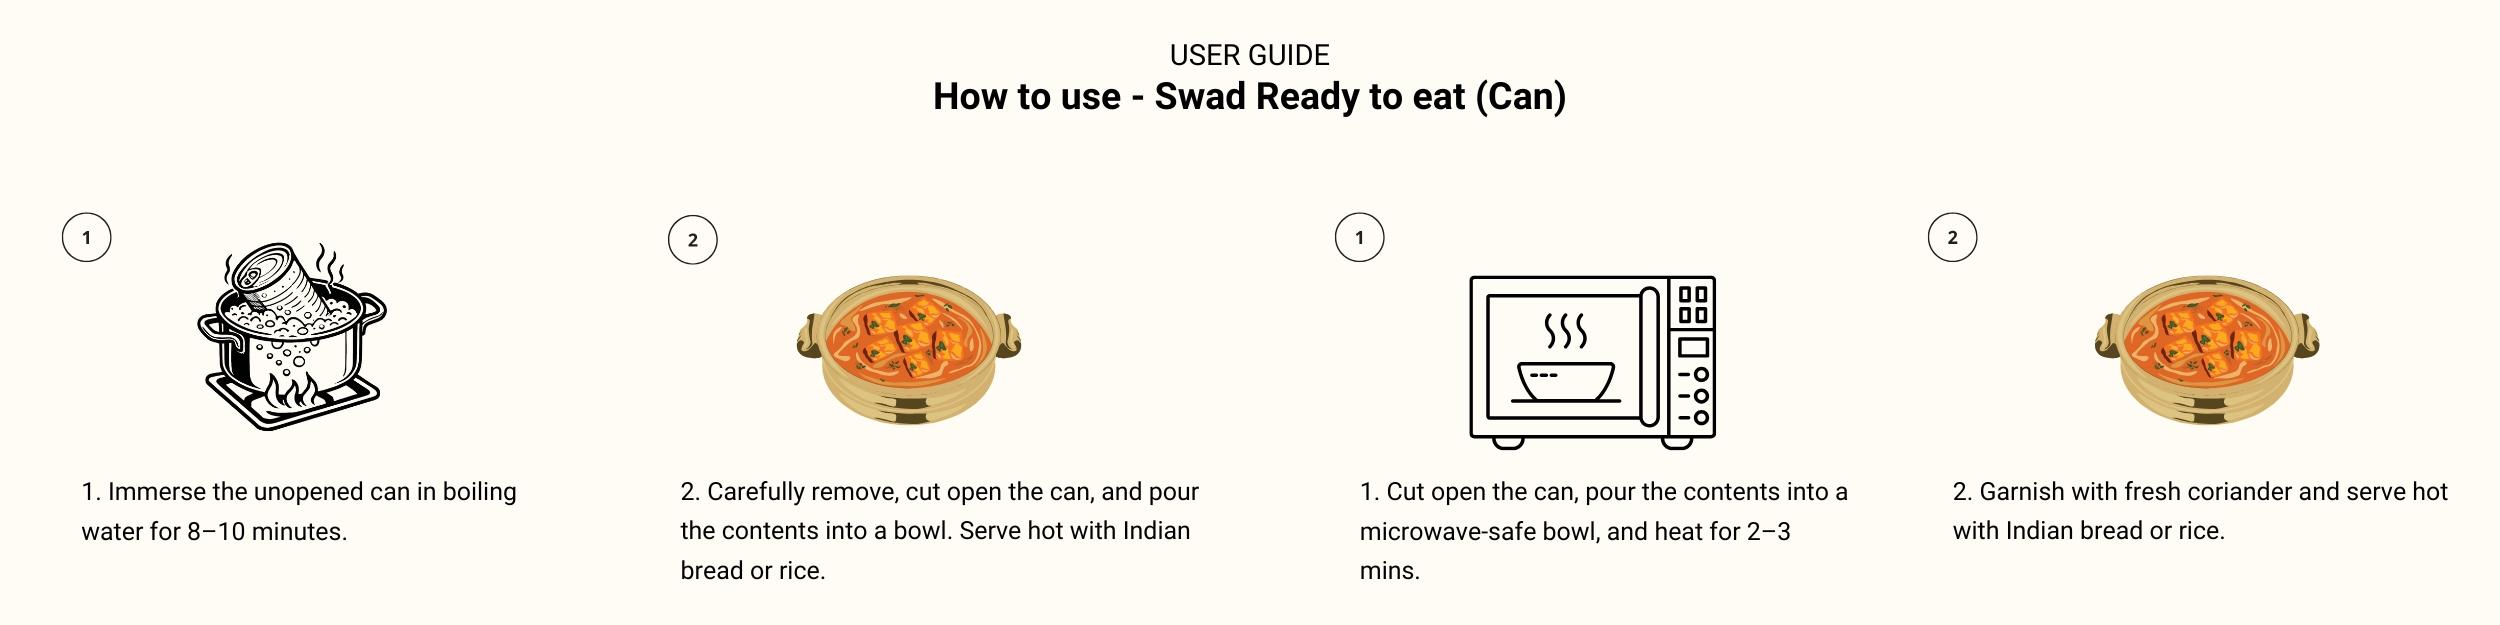 USER GUIDE
How to use - Swad Ready to eat (Can)
1
1. Immerse the unopened can in boiling
water for 8–10 minutes.
2
2. Carefully remove, cut open the can, and pour
the contents into a bowl. Serve hot with Indian
bread or rice.
1
1. Cut open the can, pour the contents into a
microwave-safe bowl, and heat for 2–3
mins.
2
2. Garnish with fresh coriander and serve hot
with Indian bread or rice.